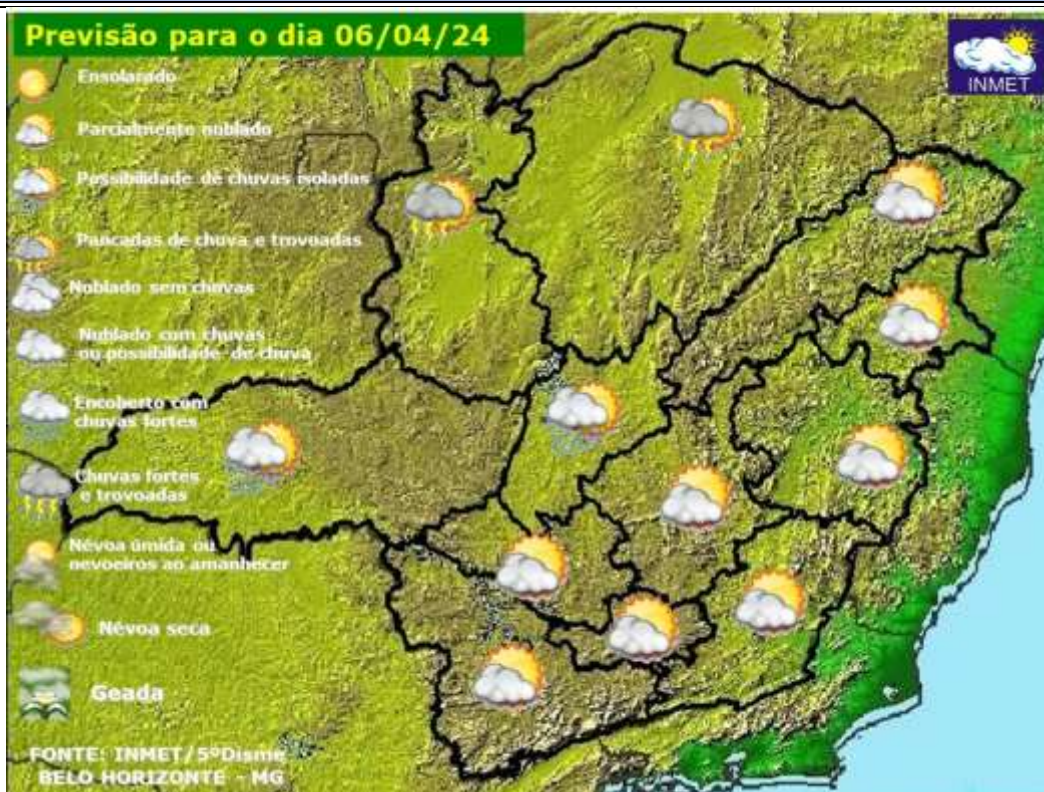 Previsão para o dia 06/04/24
INMET
Ensolarado
Parcialmente nublado
Possibilidade de chuvas isoladas
Pancadas de chuva e trovoadas
Noblado sem chuvas
Nublado com chuvas
ou possibilidade de chuva
Encoberto com
chuvas fortes
Chuvas fortes
e trovoadas
Névoa úmida ou
nevoeiros ao amanhecer
Névoa seca
Geada
FONTE: INMET/5ºDisme
BELO HORIZONTE - MG